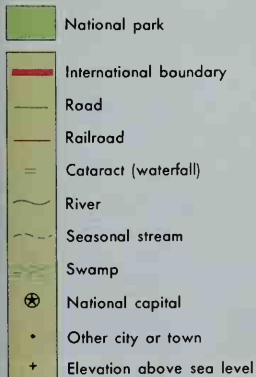 National park
International boundary
Road
Railroad
Cataract (waterfall)
River
Seasonal stream
Swamp
National capital
Other city or town
Elevation above sea level